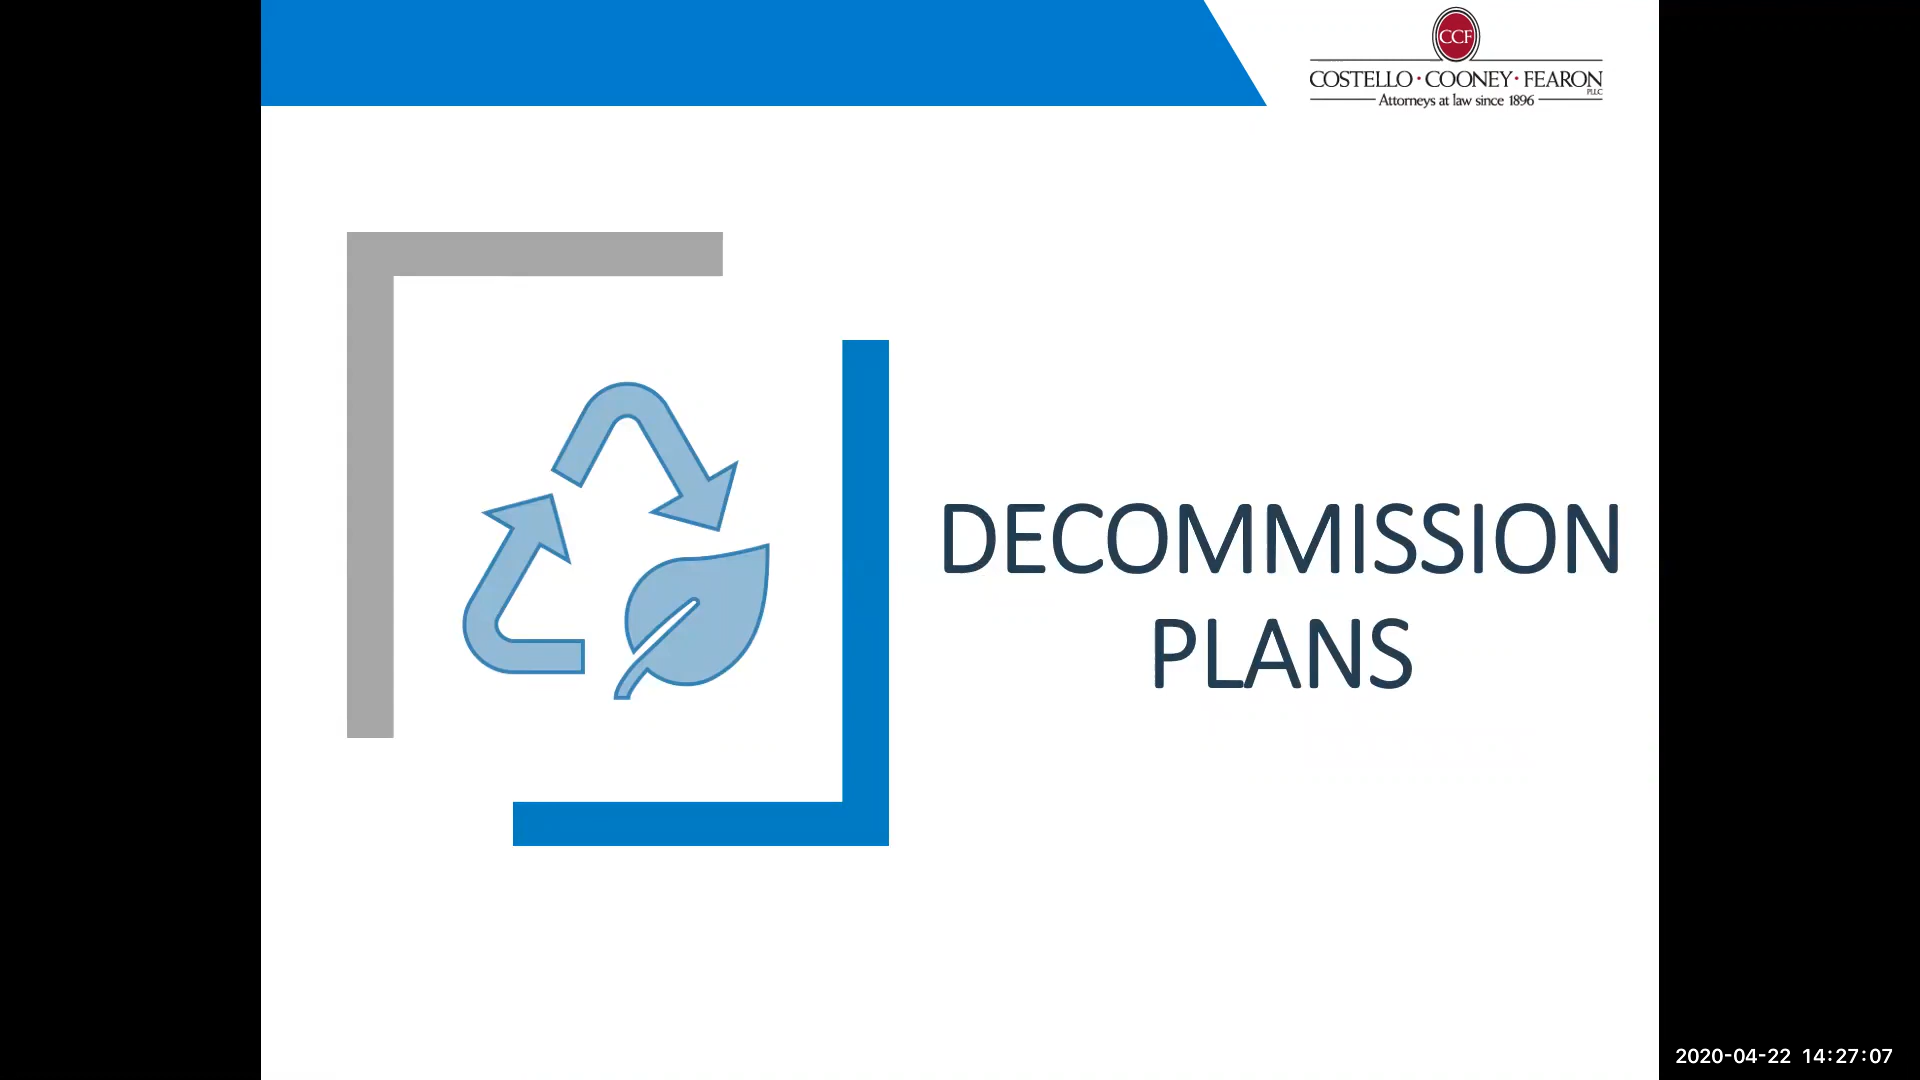 CCF
COSTELLO · COONEY · FEARON
PLLC
Attorneys at law since 1896
DECOMMISSION
PLANS
2020-04-22 14:27:07